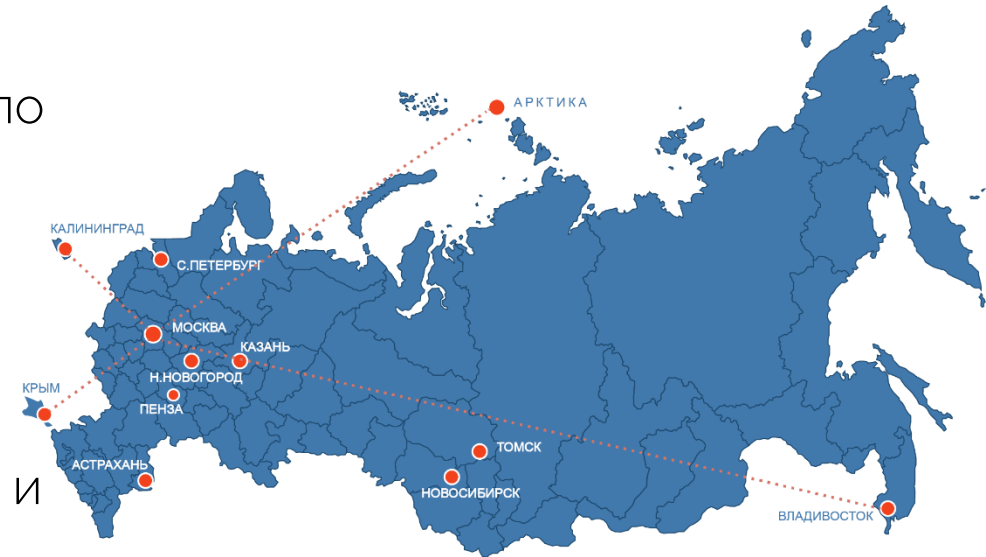 ПО
АРКТИКА
КАЛИНИНГРАД
С.ПЕТЕРБУРГ
МОСКВА
КАЗАНЬ
Н.НОВОГОРОД
КРЫМ
ПЕНЗА
ТОМСК
АСТРАХАНЬ
НОВОСИБИРСК
И
ВЛАДИВОСТОК